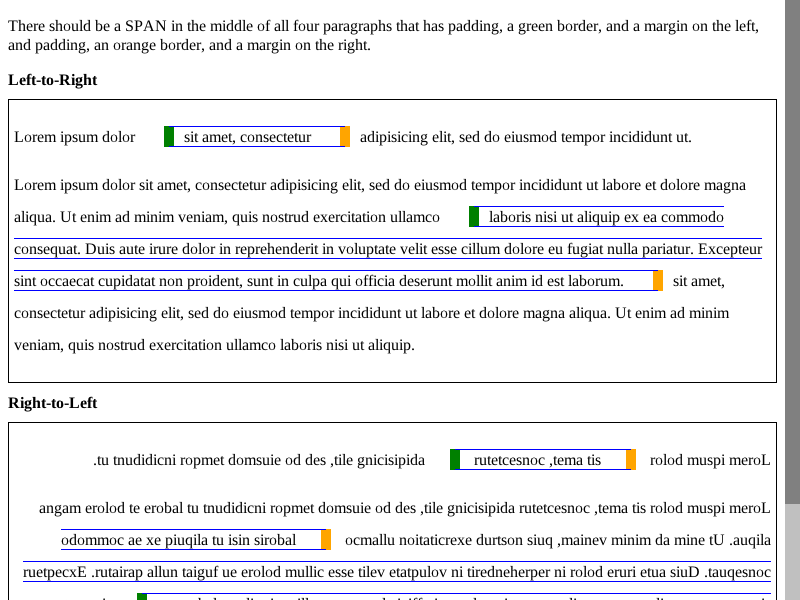 There should be a SPAN in the middle of all four paragraphs that has padding, a green border, and a margin on the left,
and padding, an orange border, and a margin on the right.
Left-to-Right
Lorem ipsum dolor sit amet, consectetur adipisicing elit, sed do eiusmod tempor incididunt ut.
Lorem ipsum dolor sit amet, consectetur adipisicing elit, sed do eiusmod tempor incididunt ut labore et dolore magna
aliqua. Ut enim ad minim veniam, quis nostrud exercitation ullamco laboris nisi ut aliquip ex ea commodo
consequat. Duis aute irure dolor in reprehenderit in voluptate velit esse cillum dolore eu fugiat nulla pariatur. Excepteur
sint occaecat cupidatat non proident, sunt in culpa qui officia deserunt mollit anim id est laborum. sit amet,
consectetur adipisicing elit, sed do eiusmod tempor incididunt ut labore et dolore magna aliqua. Ut enim ad minim
veniam, quis nostrud exercitation ullamco laboris nisi ut aliquip.
Right-to-Left
.tu tnudidicni ropmet domsuie od des ,tile gnicisipida rutetcesnoc ,tema tis rolod muspi meroL
angam erolod te erobal tu tnudidicni ropmet domsuie od des ,tile gnicisipida rutetcesnoc ,tema tis rolod muspi meroL
odommoc ae xe piuqila tu isin sirobal ocmallu noitaticrexe durtson siuq ,mainev minim da mine tU .auqila
ruetpecxE .rutairap allun taiguf ue erolod mullic esse tilev etatpulov ni tiredneherper ni rolod eruri etua siuD .tauqesnoc